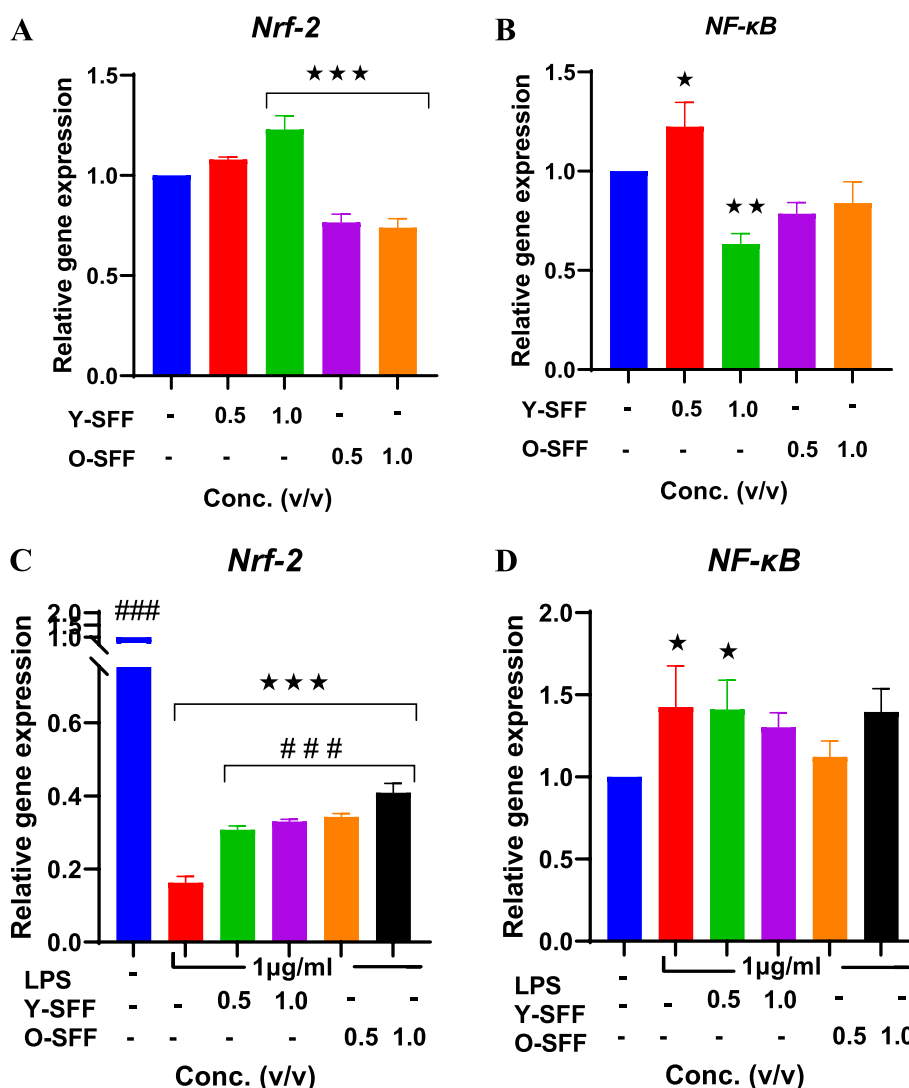 A
Nrf-2
★★★
Relative gene expression
1.5
1.0
0.5
0.0
Y-SFF - 0.5 1.0 - -
O-SFF - - - 0.5 1.0
Conc. (v/v)
B
NF-κB
★
★★
Relative gene expression
1.5
1.0
0.5
0.0
Y-SFF - 0.5 1.0 - -
O-SFF - - - 0.5 1.0
Conc. (v/v)
C
Nrf-2
###
★★★
# # #
Relative gene expression
2.0
1.5
1.0
0.6
0.4
0.2
0.0
LPS - 1μg/ml
Y-SFF - - 0.5 1.0 - -
O-SFF - - - - 0.5 1.0
Conc. (v/v)
D
NF-κB
★ ★
Relative gene expression
2.0
1.5
1.0
0.5
0.0
LPS - 1μg/ml
Y-SFF - - 0.5 1.0 - -
O-SFF - - - - 0.5 1.0
Conc. (v/v)